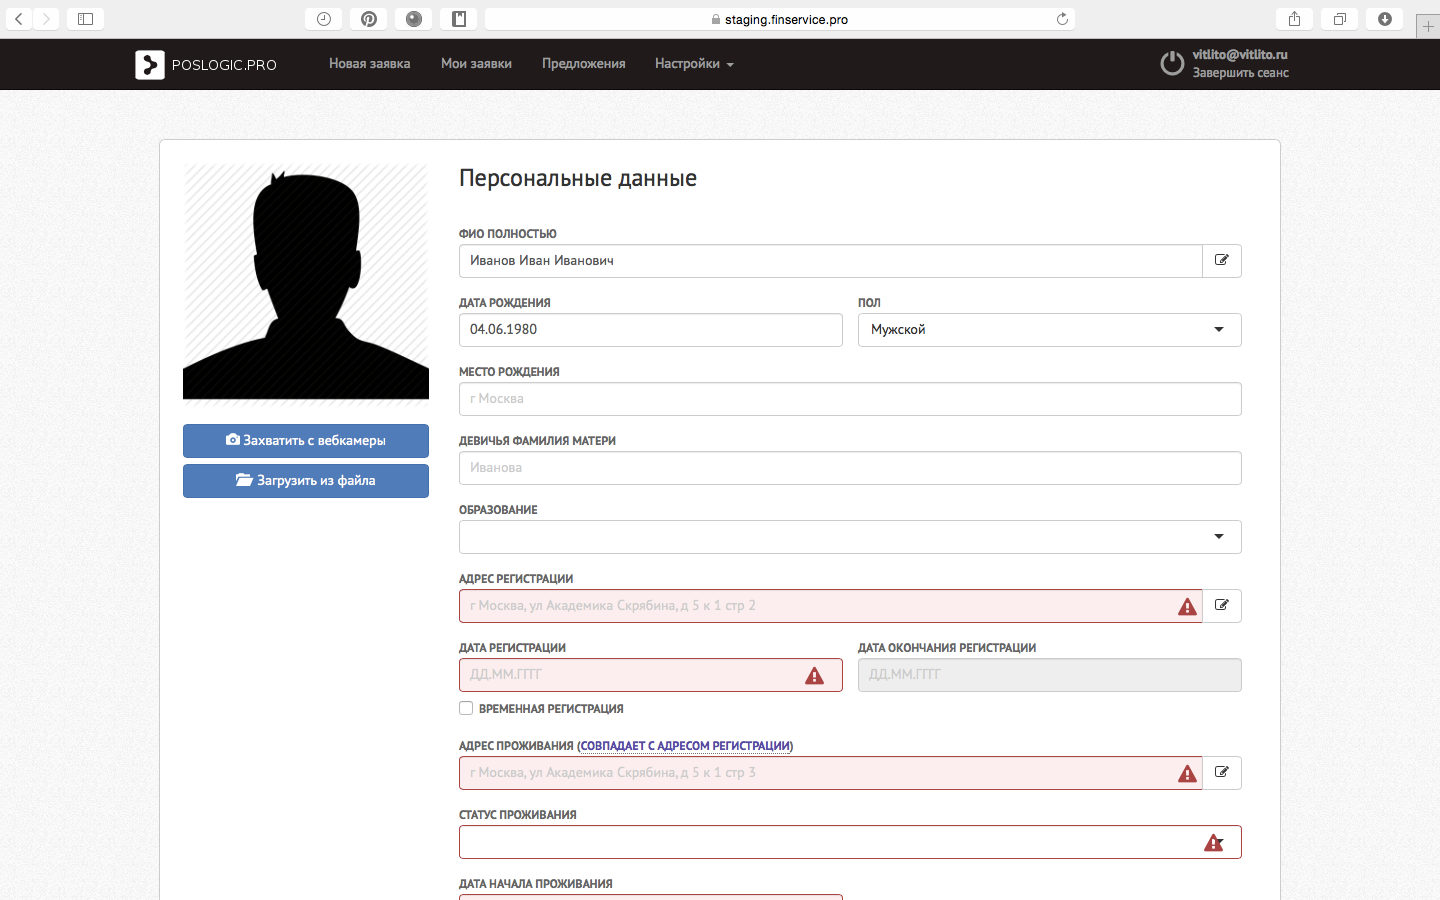 staging.finservice.pro
POSLOGIC.PRO
Новая заявка
Мои заявки
Предложения
Настройки
vitlito@vitlito.ru
Завершить сеанс
Персональные данные
ФИО ПОЛНОСТЬЮ
Иванов Иван Иванович
ДАТА РОЖДЕНИЯ
ПОЛ
04.06.1980
Мужской
МЕСТО РОЖДЕНИЯ
г Москва
Захватить с вебкамеры
Загрузить из файла
ДЕВИЧЬЯ ФАМИЛИЯ МАТЕРИ
Иванова
ОБРАЗОВАНИЕ
АДРЕС РЕГИСТРАЦИИ
г Москва, ул Академика Скрябина, д 5 к 1 стр 2
ДАТА РЕГИСТРАЦИИ
ДАТА ОКОНЧАНИЯ РЕГИСТРАЦИИ
ДД.ММ.ГГГГ
ДД.ММ.ГГГГ
ВРЕМЕННАЯ РЕГИСТРАЦИЯ
АДРЕС ПРОЖИВАНИЯ (СОВПАДАЕТ С АДРЕСОМ РЕГИСТРАЦИИ)
г Москва, ул Академика Скрябина, д 5 к 1 стр 3
СТАТУС ПРОЖИВАНИЯ
ДАТА НАЧАЛА ПРОЖИВАНИЯ